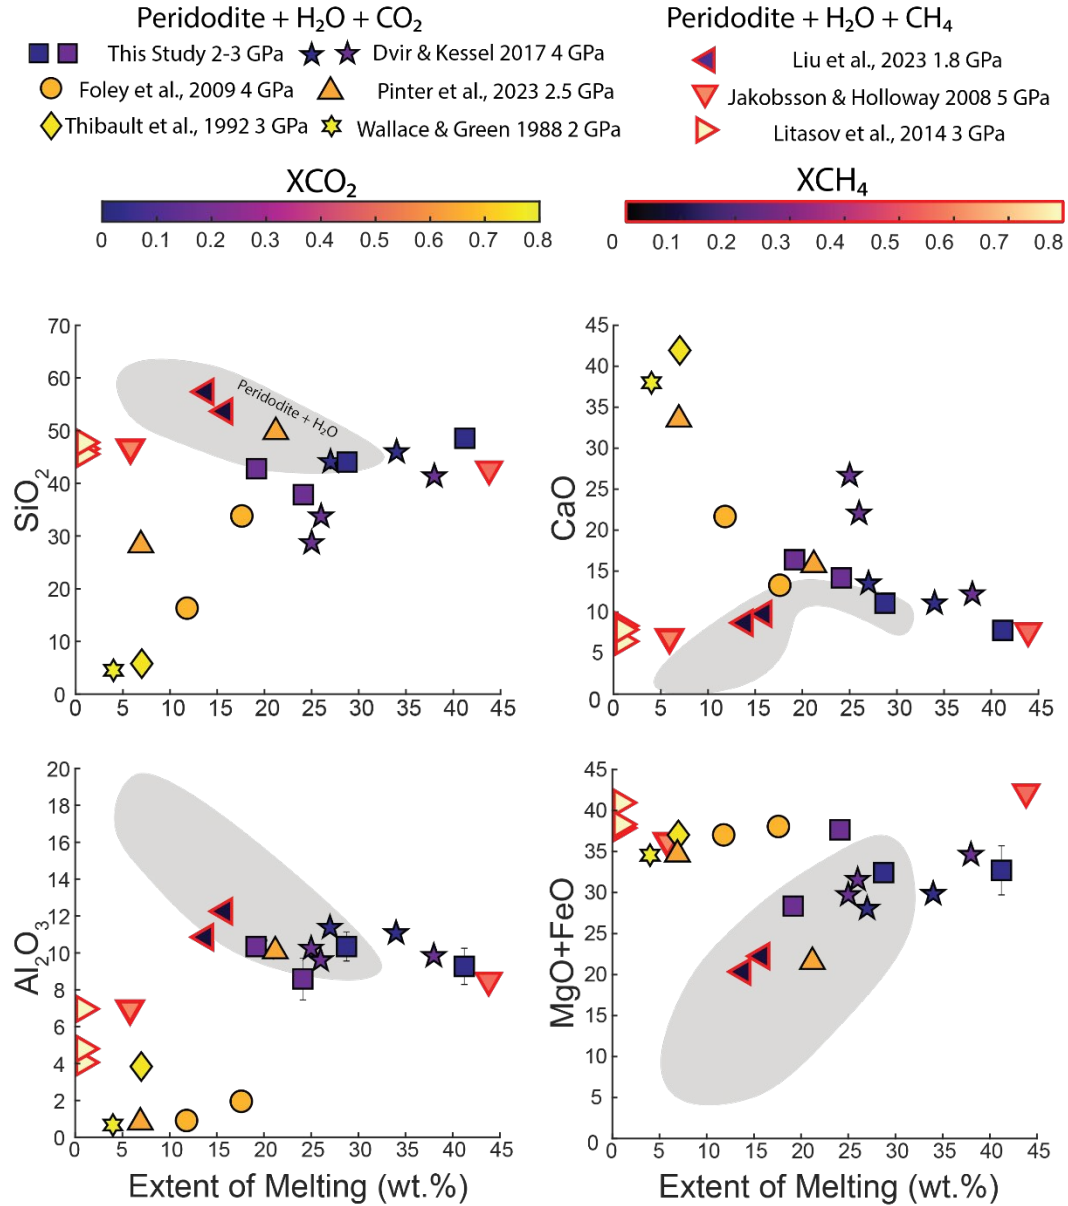 Peridodite + H₂O + CO₂
This Study 2-3 GPa
Dvir & Kessel 2017 4 GPa
Foley et al., 2009 4 GPa
Pinter et al., 2023 2.5 GPa
Thibault et al., 1992 3 GPa
Wallace & Green 1988 2 GPa
Peridodite + H₂O + CH₄
Liu et al., 2023 1.8 GPa
Jakobsson & Holloway 2008 5 GPa
Litasov et al., 2014 3 GPa
XCO₂
0 0.1 0.2 0.3 0.4 0.5 0.6 0.7 0.8
XCH₄
0 0.1 0.2 0.3 0.4 0.5 0.6 0.7 0.8
SiO₂
70
60
50
40
30
20
10
0
Peridodite + H₂O
0 5 10 15 20 25 30 35 40 45
CaO
45
40
35
30
25
20
15
10
5
0
0 5 10 15 20 25 30 35 40 45
Al₂O₃
20
18
16
14
12
10
8
6
4
2
0
0 5 10 15 20 25 30 35 40 45
Extent of Melting (wt.%)
MgO+FeO
45
40
35
30
25
20
15
10
5
0
0 5 10 15 20 25 30 35 40 45
Extent of Melting (wt.%)